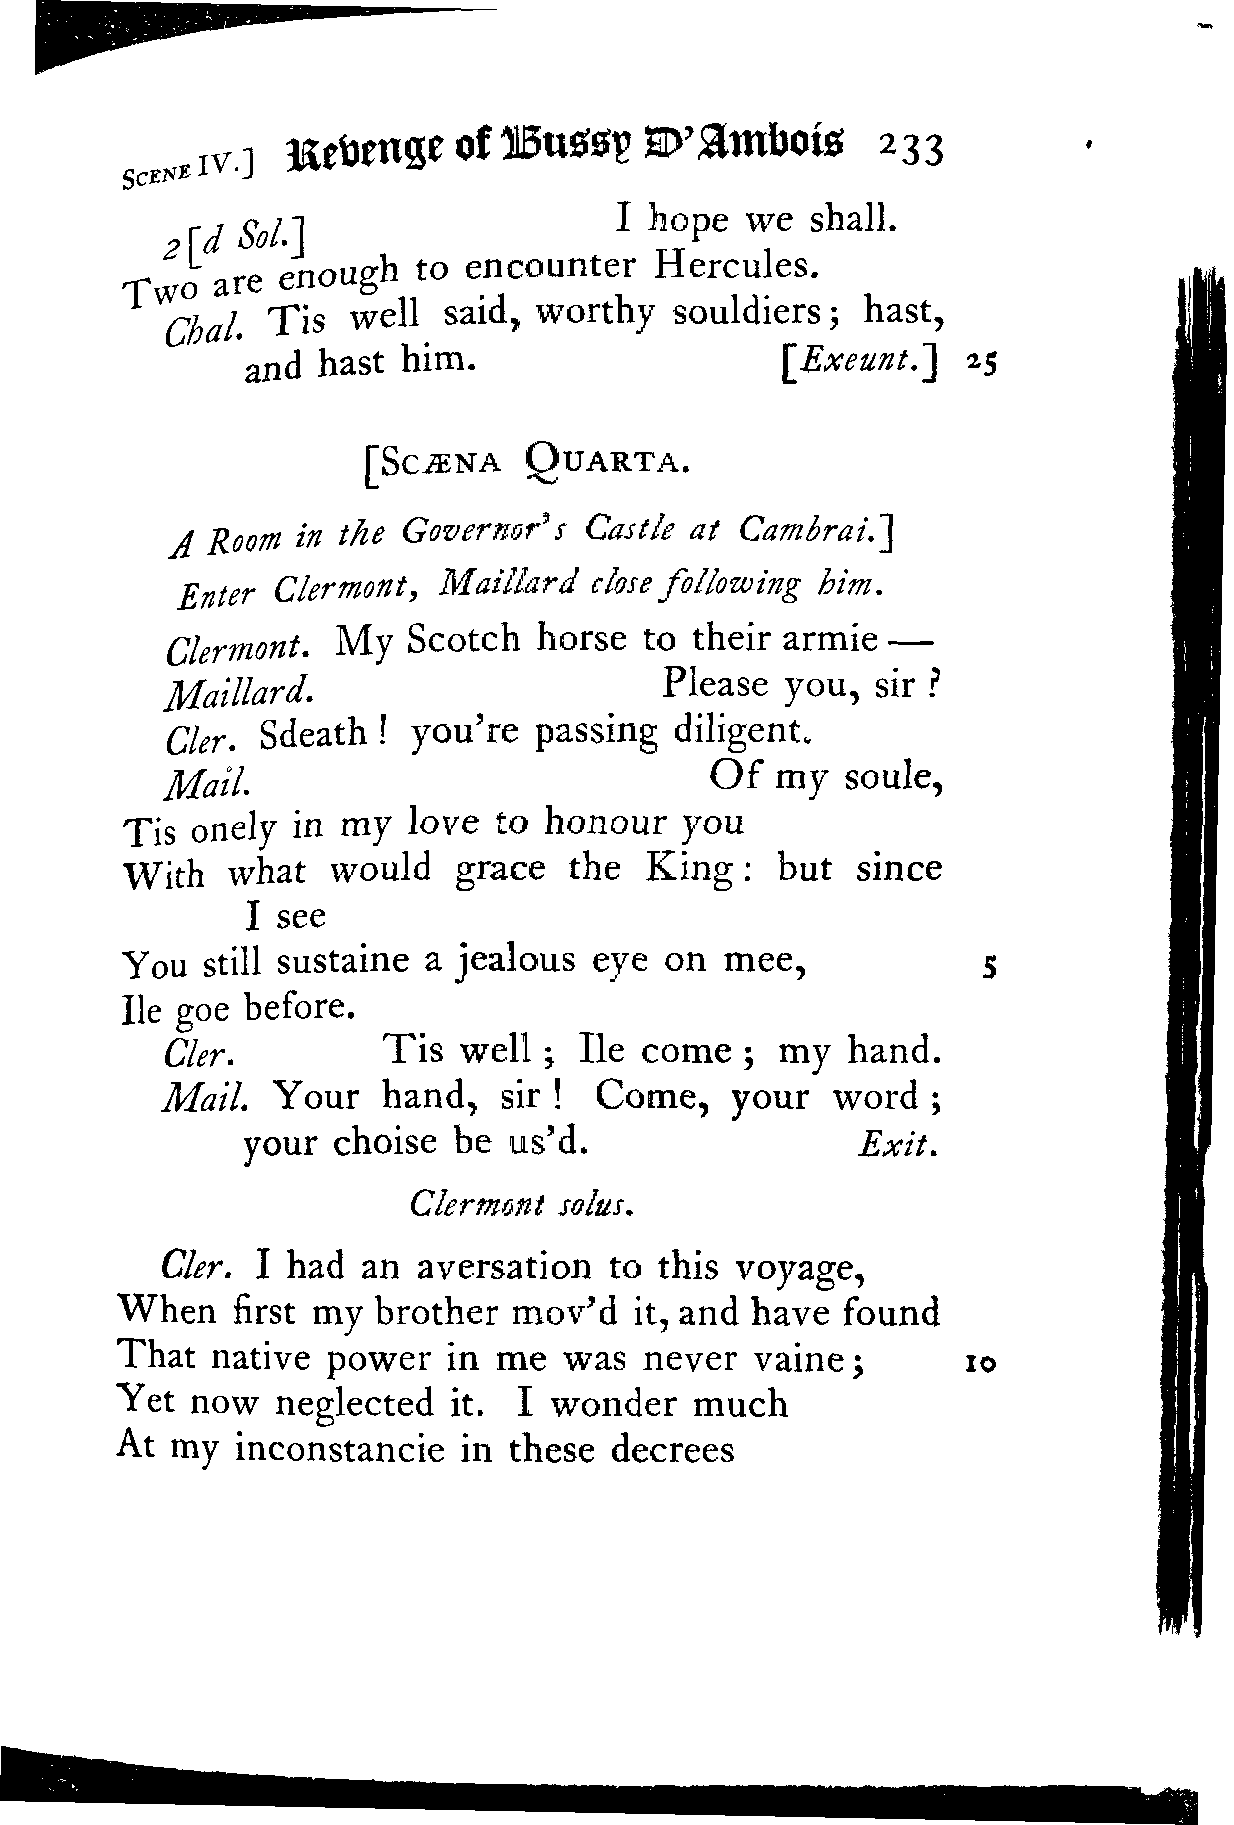 SCENE IV.] Revenge of Bussy D'Ambois 233
2[d Sol.] I hope we shall.
Two are enough to encounter Hercules.
Chal. Tis well said, worthy souldiers; hast,
and hast him. [Exeunt.] 25
[SCÆNA QUARTA.
A Room in the Governor's Castle at Cambrai.]
Enter Clermont, Maillard close following him.
Clermont. My Scotch horse to their armie—
Maillard. Please you, sir?
Cler. Sdeath! you're passing diligent.
Mail. Of my soule,
Tis onely in my love to honour you
With what would grace the King: but since
I see
You still sustaine a jealous eye on mee, 5
Ile goe before.
Cler. Tis well; Ile come; my hand.
Mail. Your hand, sir! Come, your word;
your choise be us'd. Exit.
Clermont solus.
Cler. I had an aversation to this voyage,
When first my brother mov'd it, and have found
That native power in me was never vaine; 10
Yet now neglected it. I wonder much
At my inconstancie in these decrees